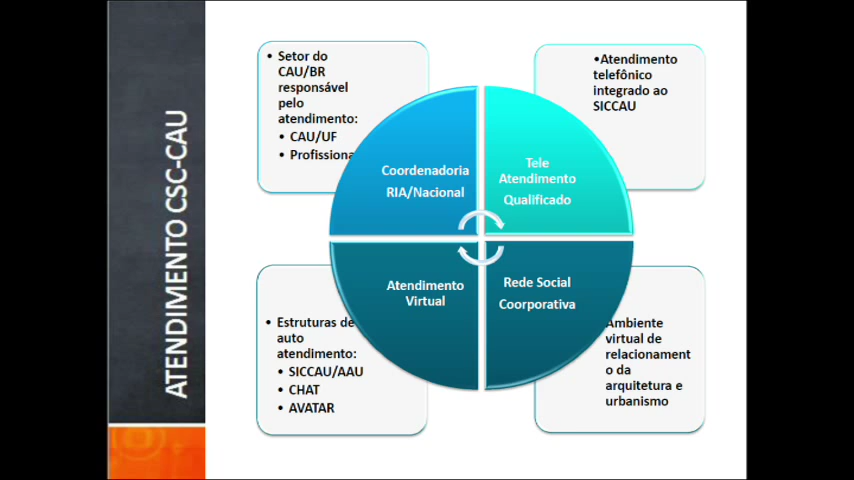 ATENDIMENTO CSC-CAU
• Setor do
CAU/BR
responsável
pelo
atendimento:
• CAU/UF
• Profissiona
•Atendimento
telefônico
integrado ao
SICCAU
Coordenadoria
RIA/Nacional
Tele
Atendimento
Qualificado
Atendimento
Virtual
Rede Social
Coorporativa
• Estruturas de
auto
atendimento:
• SICCAU/AAU
• CHAT
• AVATAR
Ambiente
virtual de
relacionament
o da
arquitetura e
urbanismo